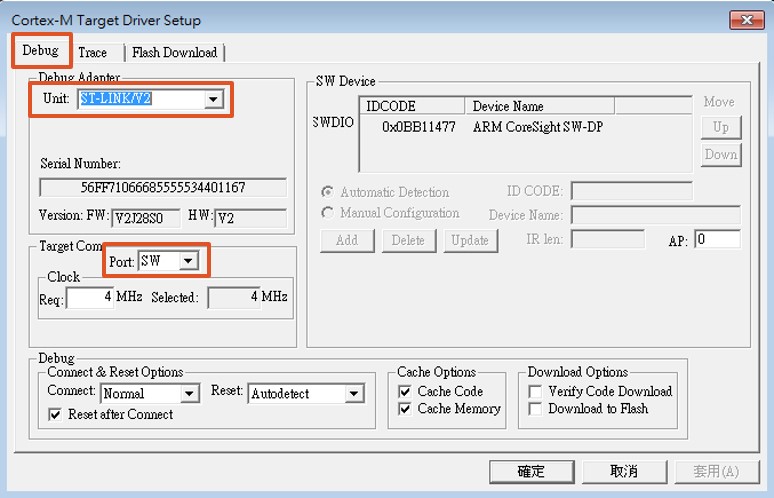 Cortex-M Target Driver Setup
Debug Trace Flash Download
Debug Adapter
Unit: ST-LINK/V2
Serial Number:
56FF71066685555534401167
Version: FW: V2J28S0 HW: V2
Target Com
Port: SW
Clock
Req: 4 MHz Selected: 4 MHz
SW Device
IDCODE Device Name Move
SWDIO 0x0BB11477 ARM CoreSight SW-DP Up
Down
Automatic Detection ID CODE:
Manual Configuration Device Name:
Add Delete Update IR len: AP: 0
Debug
Connect & Reset Options
Connect: Normal Reset: Autodetect
Reset after Connect
Cache Options
Cache Code
Cache Memory
Download Options
Verify Code Download
Download to Flash
確定 取消 套用(A)